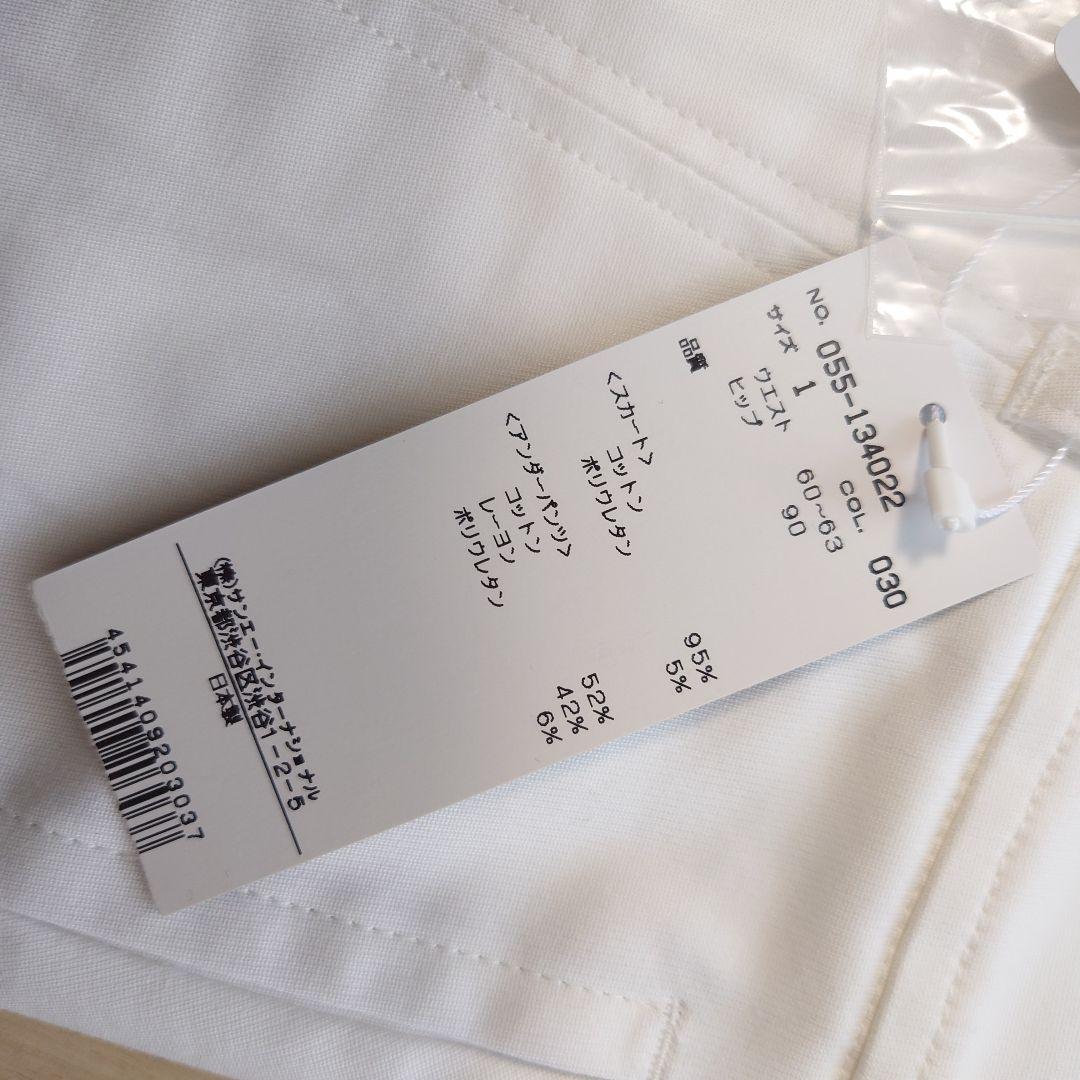 NO. 055-134022 COL. 030
サイズ 1
ウエスト 60~63
ヒップ 90
品質
<スカート>
コットン 95%
ポリウレタン 5%
<アンダーパンツ>
コットン 52%
レーヨン 42%
ポリウレタン 6%
(株)サンエー・インターナショナル
東京都渋谷区渋谷1-2-5
日本製
4541409203037